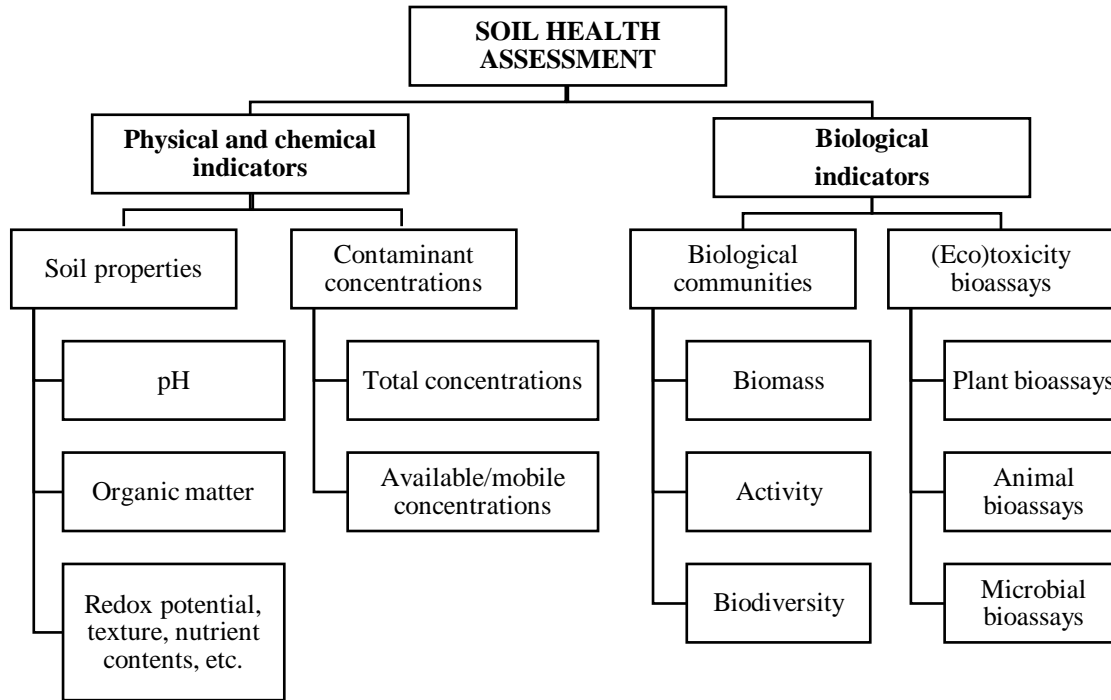 SOIL HEALTH
ASSESSMENT
Physical and chemical
indicators
Biological
indicators
Soil properties
Contaminant
concentrations
Biological
communities
(Eco)toxicity
bioassays
pH
Total concentrations
Biomass
Plant bioassays
Organic matter
Available/mobile
concentrations
Activity
Animal
bioassays
Redox potential,
texture, nutrient
contents, etc.
Biodiversity
Microbial
bioassays